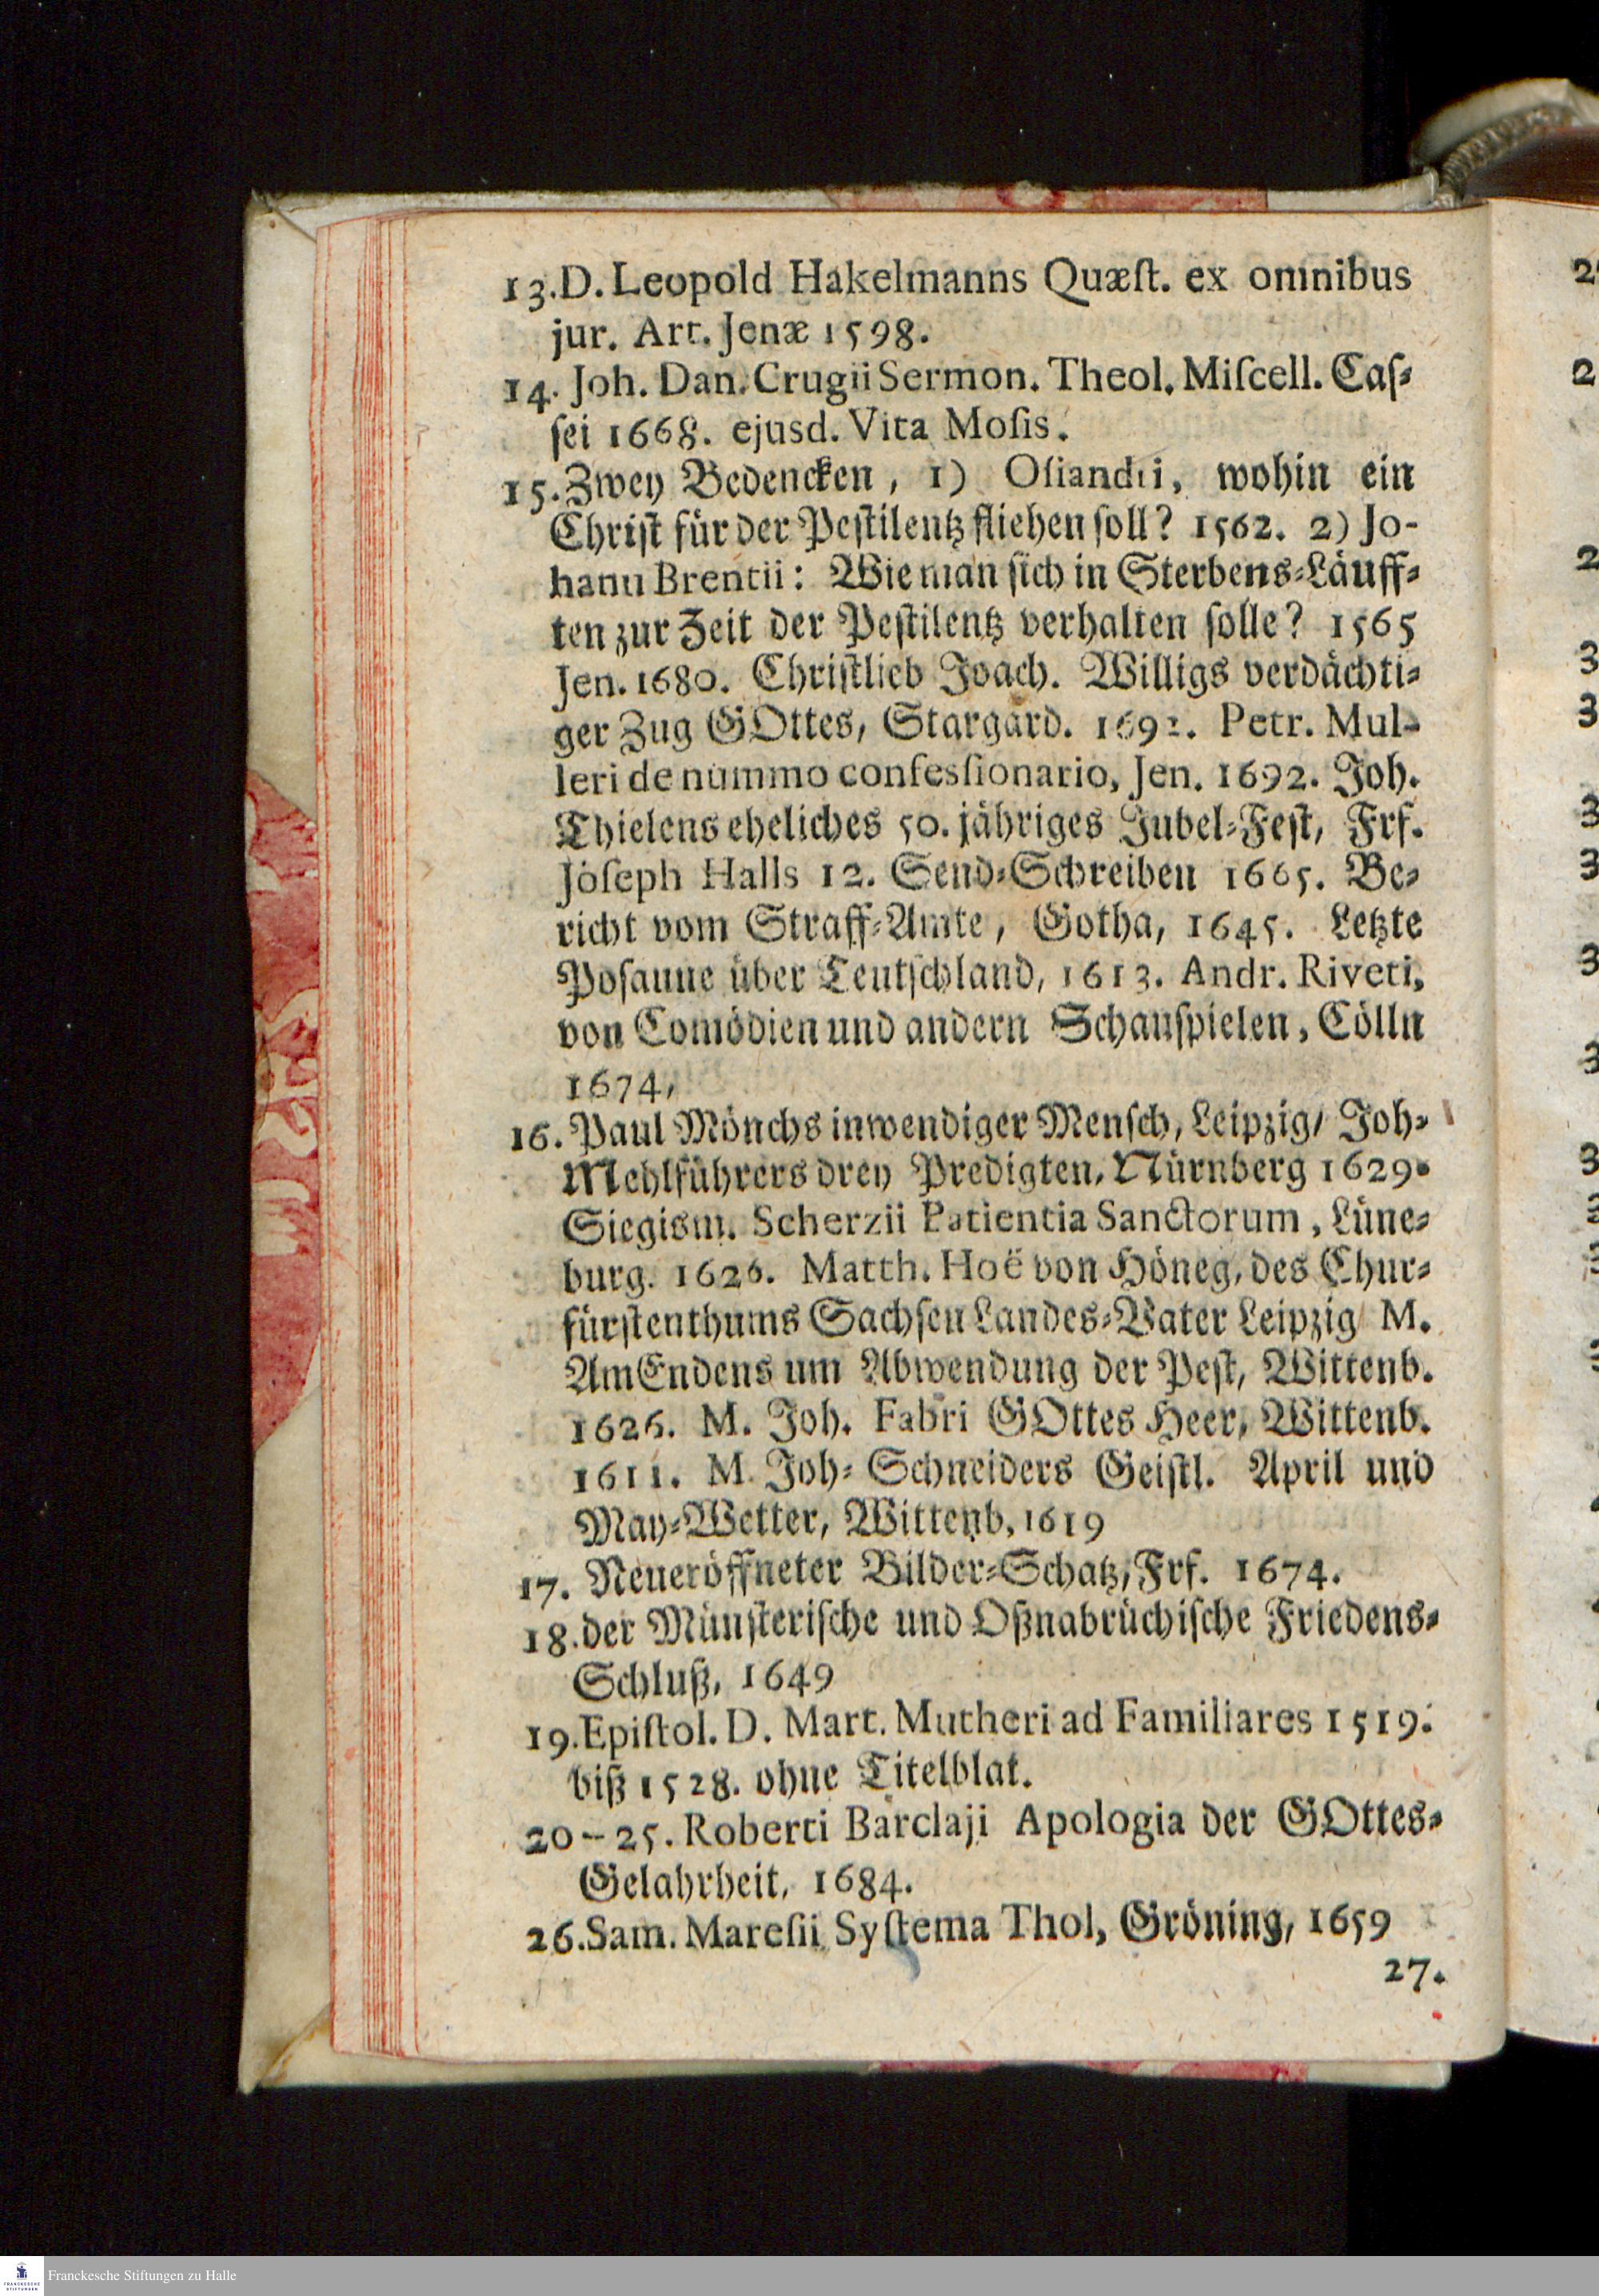 13. D. Leopold Hakelmanns Quæſt. ex omnibus
jur. Art. Jenæ 1598.
14. Joh. Dan. Crugii Sermon. Theol. Miſcell. Caſ⸗
ſei 1668. ejusd. Vita Moſis.
15. Zwey Bedencken, 1) Oſiandri, wohin ein
Chriſt für der Peſtilentz fliehen ſoll? 1562. 2) Jo-
hann Brentii: Wie man ſich in Sterbens⸗Läuff⸗
ten zur Zeit der Peſtilentz verhalten ſolle? 1565
Jen. 1680. Chriſtlieb Joach. Willigs verdächti⸗
ger Zug GOttes, Stargard. 1692. Petr. Mul-
leri de nummo confesſionario, Jen. 1692. Joh.
Thielens eheliches 50. jähriges Jubel⸗Feſt, Frf.
Joſeph Halls 12. Send⸗Schreiben 1665. Be⸗
richt vom Straff⸗Amte, Gotha, 1645. Letzte
Poſaune über Teutſchland, 1613. Andr. Riveti,
von Comödien und andern Schauſpielen, Cölln
1674,
16. Paul Mönchs inwendiger Menſch, Leipzig/ Joh⸗
Mehlführers drey Predigten, Nürnberg 1629.
Siegism. Scherzii Patientia Sanctorum, Lüne⸗
burg. 1626. Matth. Hoë von Höneg, des Chur⸗
fürſtenthums Sachſen Landes⸗Vater Leipzig/ M.
AmEndens um Abwendung der Peſt, Wittenb.
1626. M. Joh. Fabri GOttes Heer, Wittenb.
1611. M. Joh⸗ Schneiders Geiſtl. April und
May⸗Wetter, Wittenb, 1619
17. Neueröffneter Bilder⸗Schatz, Frf. 1674.
18. der Münſteriſche und Oßnabrüchiſche Friedens⸗
Schluß, 1649
19. Epiſtol. D. Mart. Mutheri ad Familiares 1519.
biß 1528. ohne Titelblat.
20–25. Roberti Barclaji Apologia der GOttes⸗
Gelahrheit, 1684.
26. Sam. Mareſii Syſtema Thol, Gröning, 1659
27.
Franckesche Stiftungen zu Halle